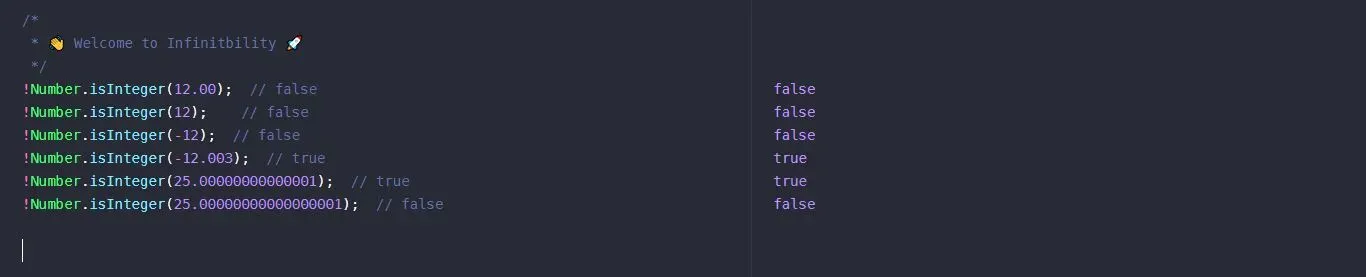 /*
 * 👋 Welcome to Infinitbility 🚀
 */
!Number.isInteger(12.00);  // false
false
!Number.isInteger(12);    // false
false
!Number.isInteger(-12);  // false
false
!Number.isInteger(-12.003);  // true
true
!Number.isInteger(25.00000000000001);  // true
true
!Number.isInteger(25.00000000000000001);  // false
false